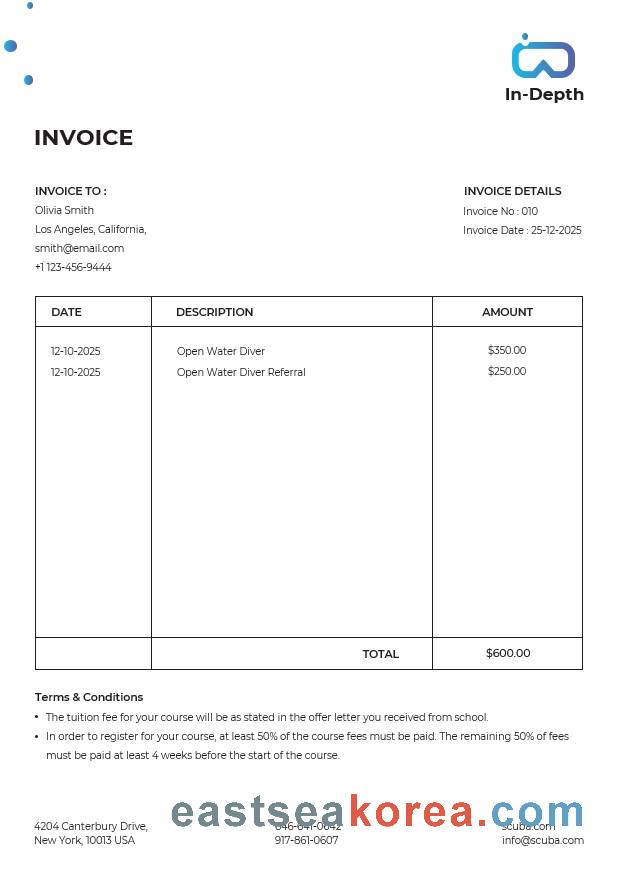 In-Depth
INVOICE
INVOICE TO :
Olivia Smith
Los Angeles, California,
smith@email.com
+1 123-456-9444
INVOICE DETAILS
Invoice No : 010
Invoice Date : 25-12-2025
DATE DESCRIPTION AMOUNT
12-10-2025 Open Water Diver $350.00
12-10-2025 Open Water Diver Referral $250.00
TOTAL $600.00
Terms & Conditions
• The tuition fee for your course will be as stated in the offer letter you received from school.
• In order to register for your course, at least 50% of the course fees must be paid. The remaining 50% of fees
must be paid at least 4 weeks before the start of the course.
eastseakorea.com
4204 Canterbury Drive, scuba.com
New York, 10013 USA 917-861-0607 info@scuba.com